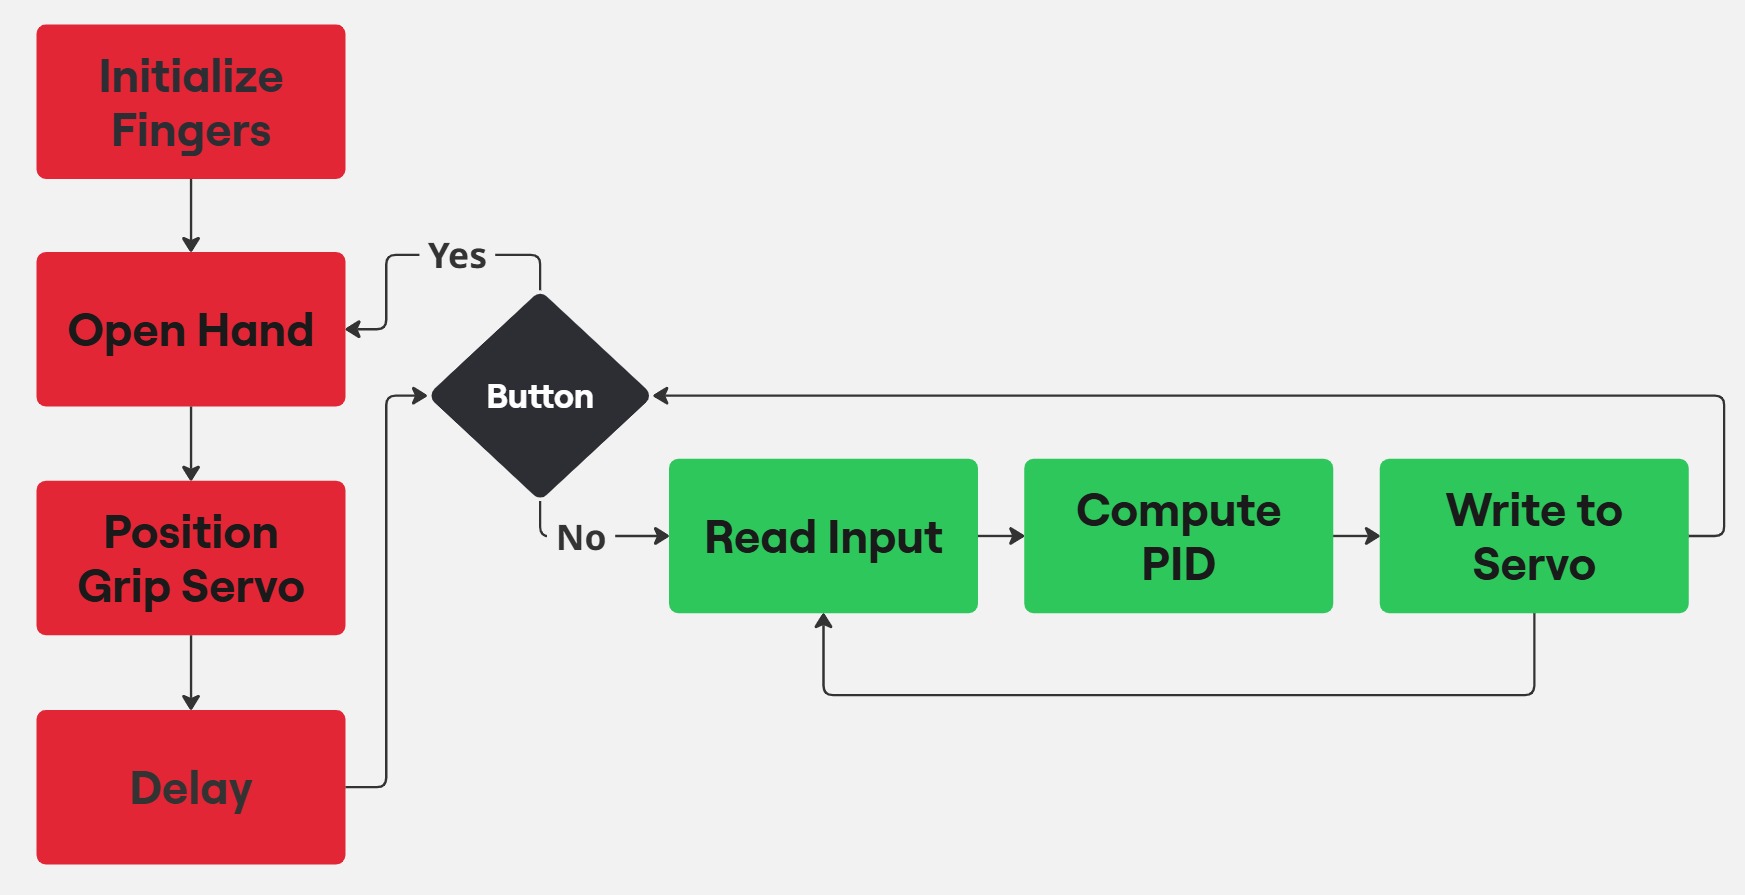 Initialize
Fingers
Open Hand
Position
Grip Servo
Delay
Yes
Button
No
Read Input
Compute
PID
Write to
Servo